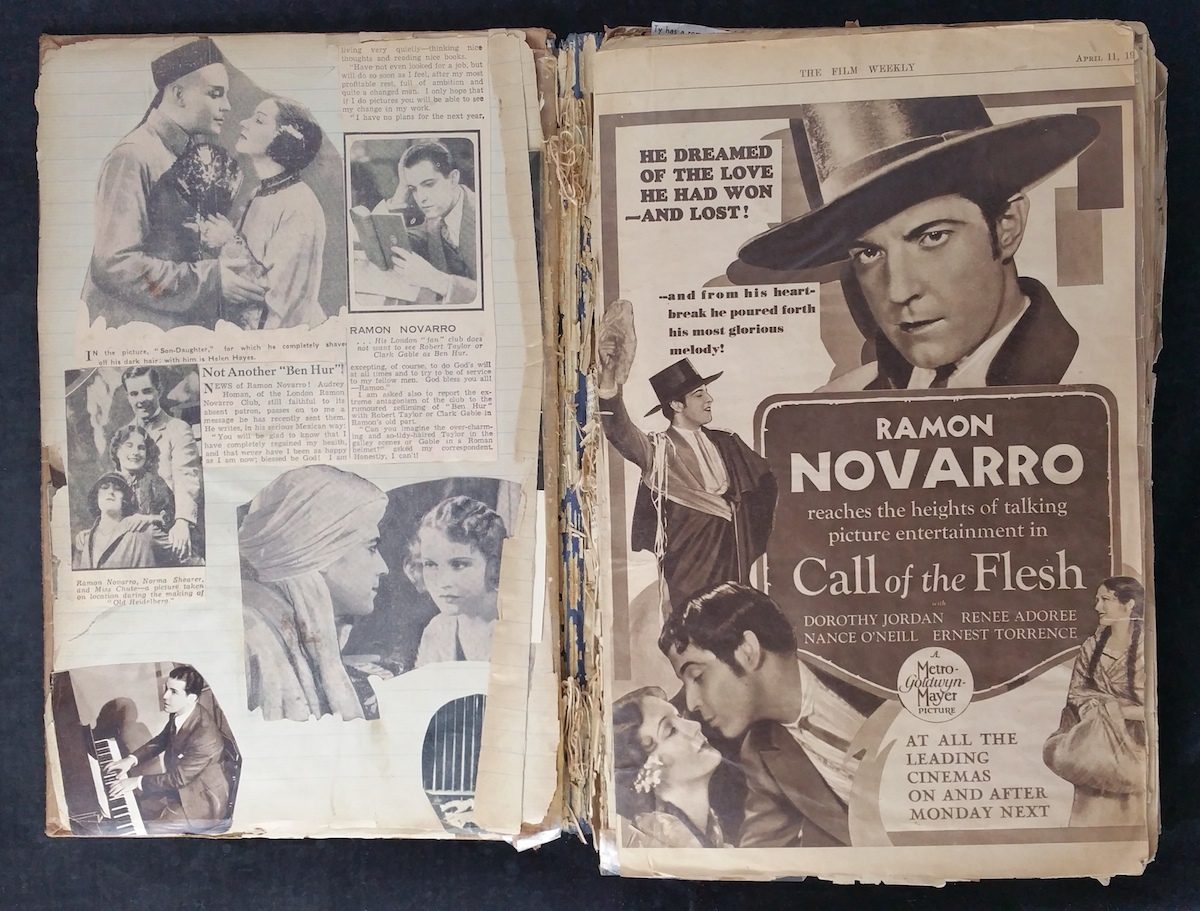 living very quietly—thinking nice
thoughts and reading nice books.
"Have not even looked for a job, but
will do so soon as I feel, after my most
profitable rest, full of ambition and
quite a changed man. I only hope that
if I do pictures you will be able to see
my change in my work.
"I have no plans for the next year,
RAMON NOVARRO
. . . His London "fan" club does
not want to see Robert Taylor or
Clark Gable as Ben Hur.
excepting, of course, to do God's will
at all times and to try to be of service
to my fellow men. God bless you all!
—Ramon."
I am asked also to report the ex-
treme antagonism of the club to the
rumoured refilming of "Ben Hur"
with Robert Taylor or Clark Gable in
Ramon's old part.
"Can you imagine the over-charm-
ing and so-tidy-haired Taylor in the
galley scenes or Gable in a Roman
helmet?" asked my correspondent.
Honestly, I can't!
IN the picture, "Son-Daughter," for which he completely shave
off his dark hair: with him is Helen Hayes.
Not Another "Ben Hur"!
NEWS of Ramon Novarro! Audrey
Homan, of the London Ramon
Novarro Club, still faithful to its
absent patron, passes on to me a
message he has recently sent them.
He writes in his serious Mexican way:
"You will be glad to know that I
have completely regained my health,
and that never have I been as happy
as I am now; blessed be God! I am
Ramon Novarro, Norma Shearer,
and Miss Chute—a picture taken
on location during the making of
"Old Heidelberg."
THE FILM WEEKLY
APRIL 11, 19
HE DREAMED
OF THE LOVE
HE HAD WON
—AND LOST!
—and from his heart-
break he poured forth
his most glorious
melody!
RAMON
NOVARRO
reaches the heights of talking
picture entertainment in
Call of the Flesh
with
DOROTHY JORDAN RENEE ADOREE
NANCE O'NEILL ERNEST TORRENCE
A
Metro-
Goldwyn-
Mayer
PICTURE
AT ALL THE
LEADING
CINEMAS
ON AND AFTER
MONDAY NEXT